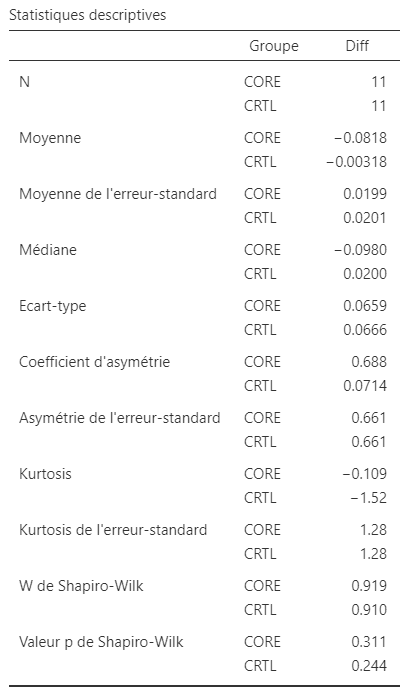 Statistiques descriptives
Groupe Diff
N CORE 11
CRTL 11
Moyenne CORE −0.0818
CRTL −0.00318
Moyenne de l'erreur-standard CORE 0.0199
CRTL 0.0201
Médiane CORE −0.0980
CRTL 0.0200
Ecart-type CORE 0.0659
CRTL 0.0666
Coefficient d'asymétrie CORE 0.688
CRTL 0.0714
Asymétrie de l'erreur-standard CORE 0.661
CRTL 0.661
Kurtosis CORE −0.109
CRTL −1.52
Kurtosis de l'erreur-standard CORE 1.28
CRTL 1.28
W de Shapiro-Wilk CORE 0.919
CRTL 0.910
Valeur p de Shapiro-Wilk CORE 0.311
CRTL 0.244